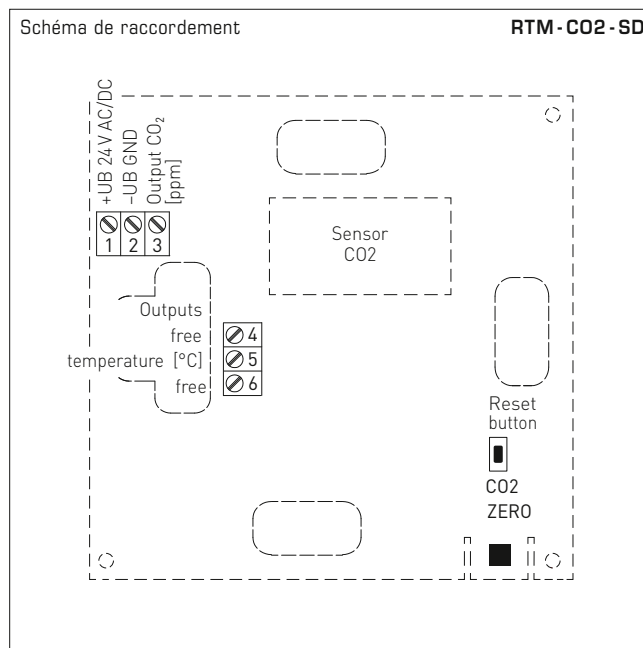 Schéma de raccordement
RTM-CO2-SD
+UB 24V AC/DC
–UB GND
Output CO₂
[ppm]
1 2 3
Sensor
CO2
Outputs
free 4
temperature [°C] 5
free 6
Reset
button
CO2
ZERO